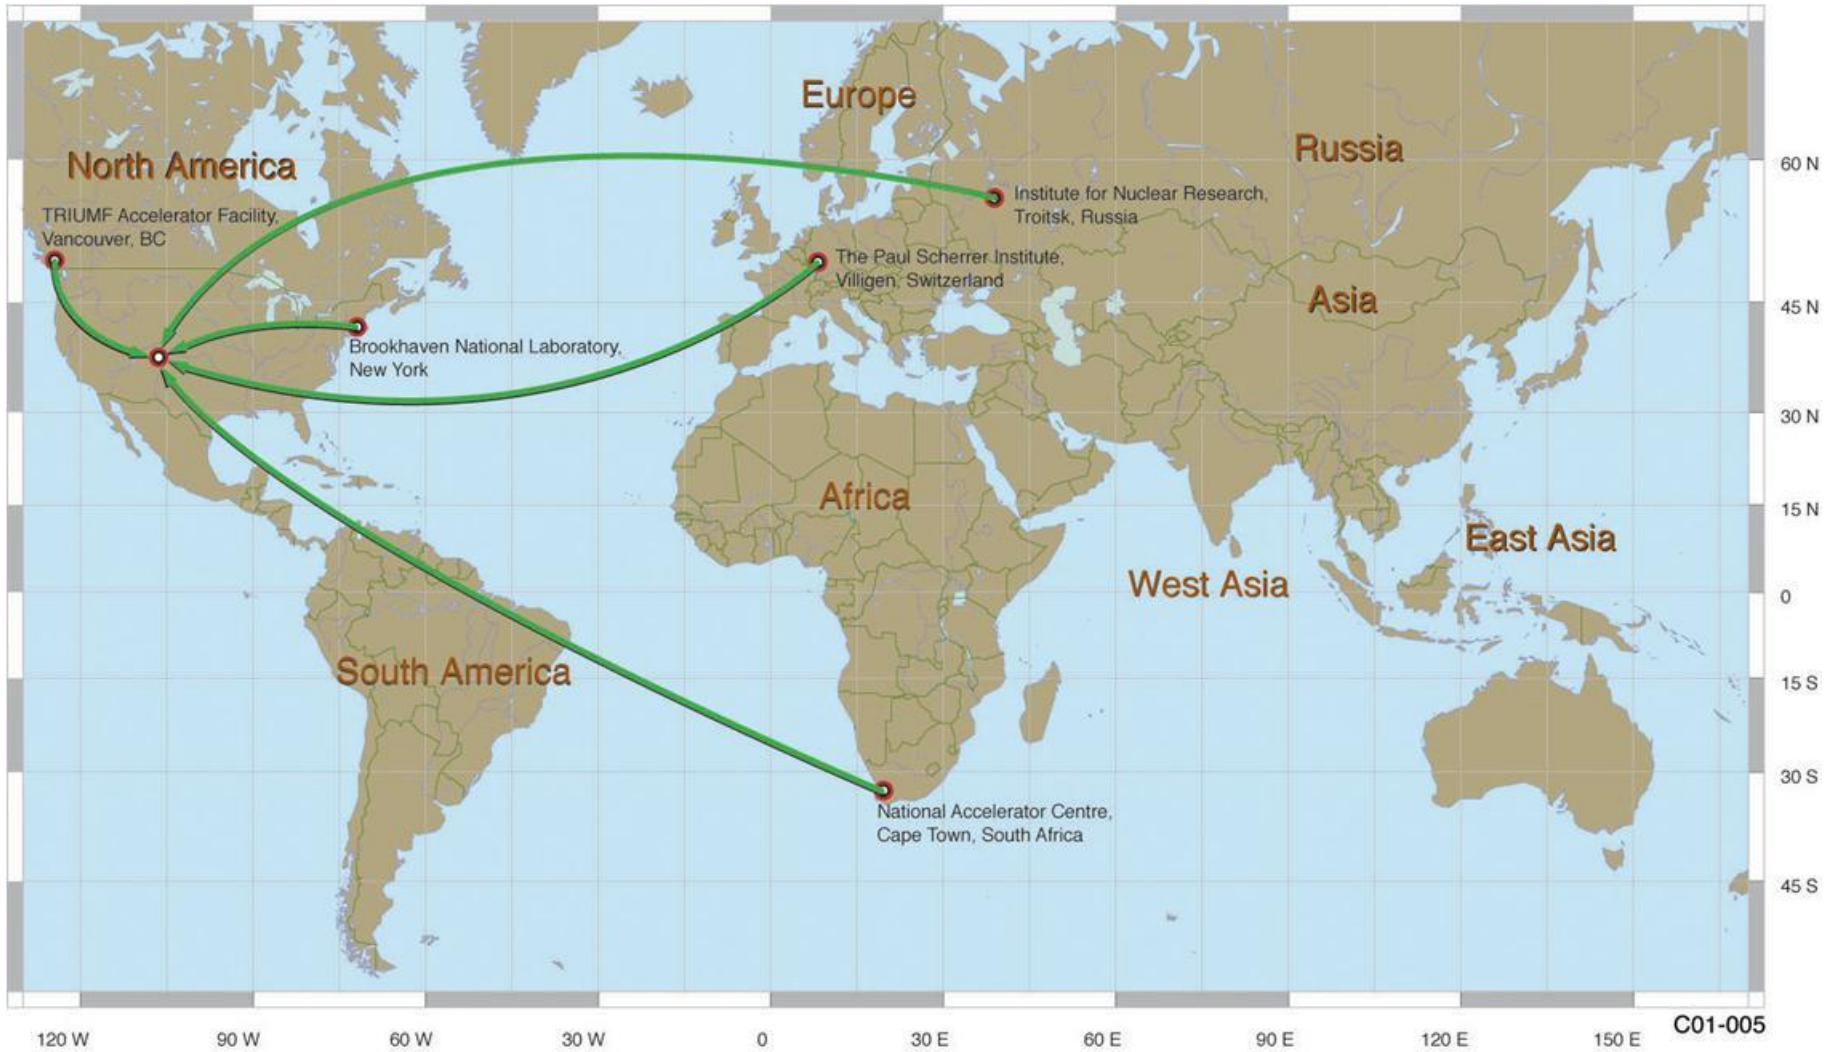 Europe
Russia
North America
60 N
Institute for Nuclear Research,
Troitsk, Russia
TRIUMF Accelerator Facility,
Vancouver, BC
The Paul Scherrer Institute,
Villigen, Switzerland
Asia
45 N
Brookhaven National Laboratory,
New York
30 N
Africa
15 N
East Asia
West Asia
0
South America
15 S
30 S
National Accelerator Centre,
Cape Town, South Africa
45 S
C01-005
120 W 90 W 60 W 30 W 0 30 E 60 E 90 E 120 E 150 E